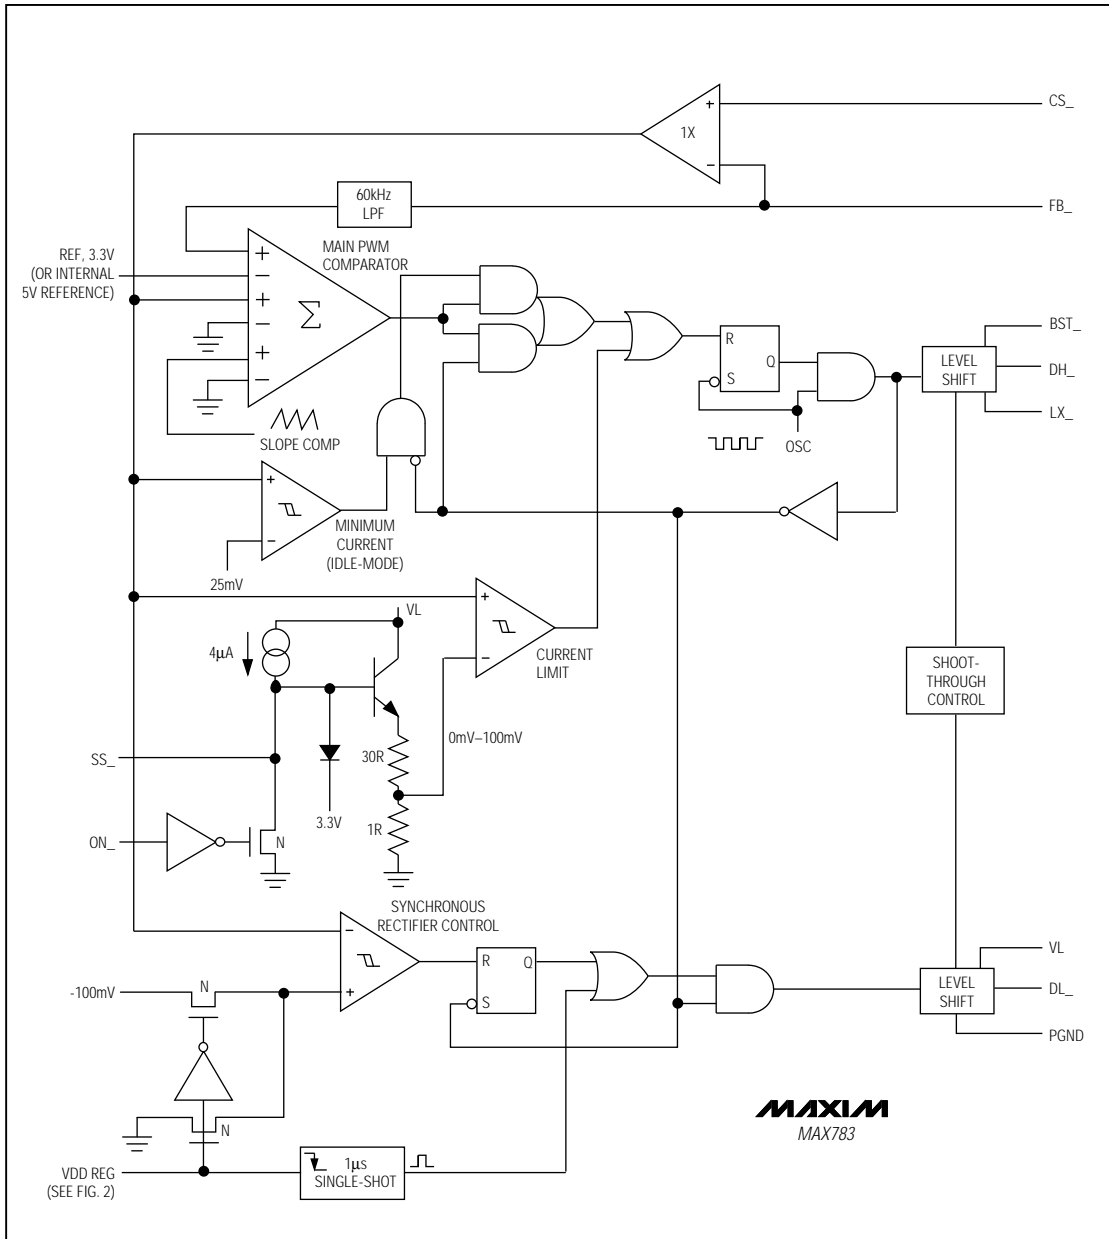 CS_
+
1X
–
60kHz
LPF
FB_
MAIN PWM
COMPARATOR
REF, 3.3V
(OR INTERNAL
5V REFERENCE)
+
–
+
–
+
–
Σ
BST_
R
Q
S
LEVEL
SHIFT
DH_
LX_
OSC
SLOPE COMP
+
–
MINIMUM
CURRENT
(IDLE-MODE)
25mV
VL
+
–
CURRENT
LIMIT
4µA
SHOOT-
THROUGH
CONTROL
0mV–100mV
30R
SS_
3.3V
1R
ON_
N
SYNCHRONOUS
RECTIFIER CONTROL
–
+
R
Q
S
VL
-100mV
N
LEVEL
SHIFT
DL_
PGND
N
MAXIM
MAX783
VDD REG
(SEE FIG. 2)
1µs
SINGLE-SHOT